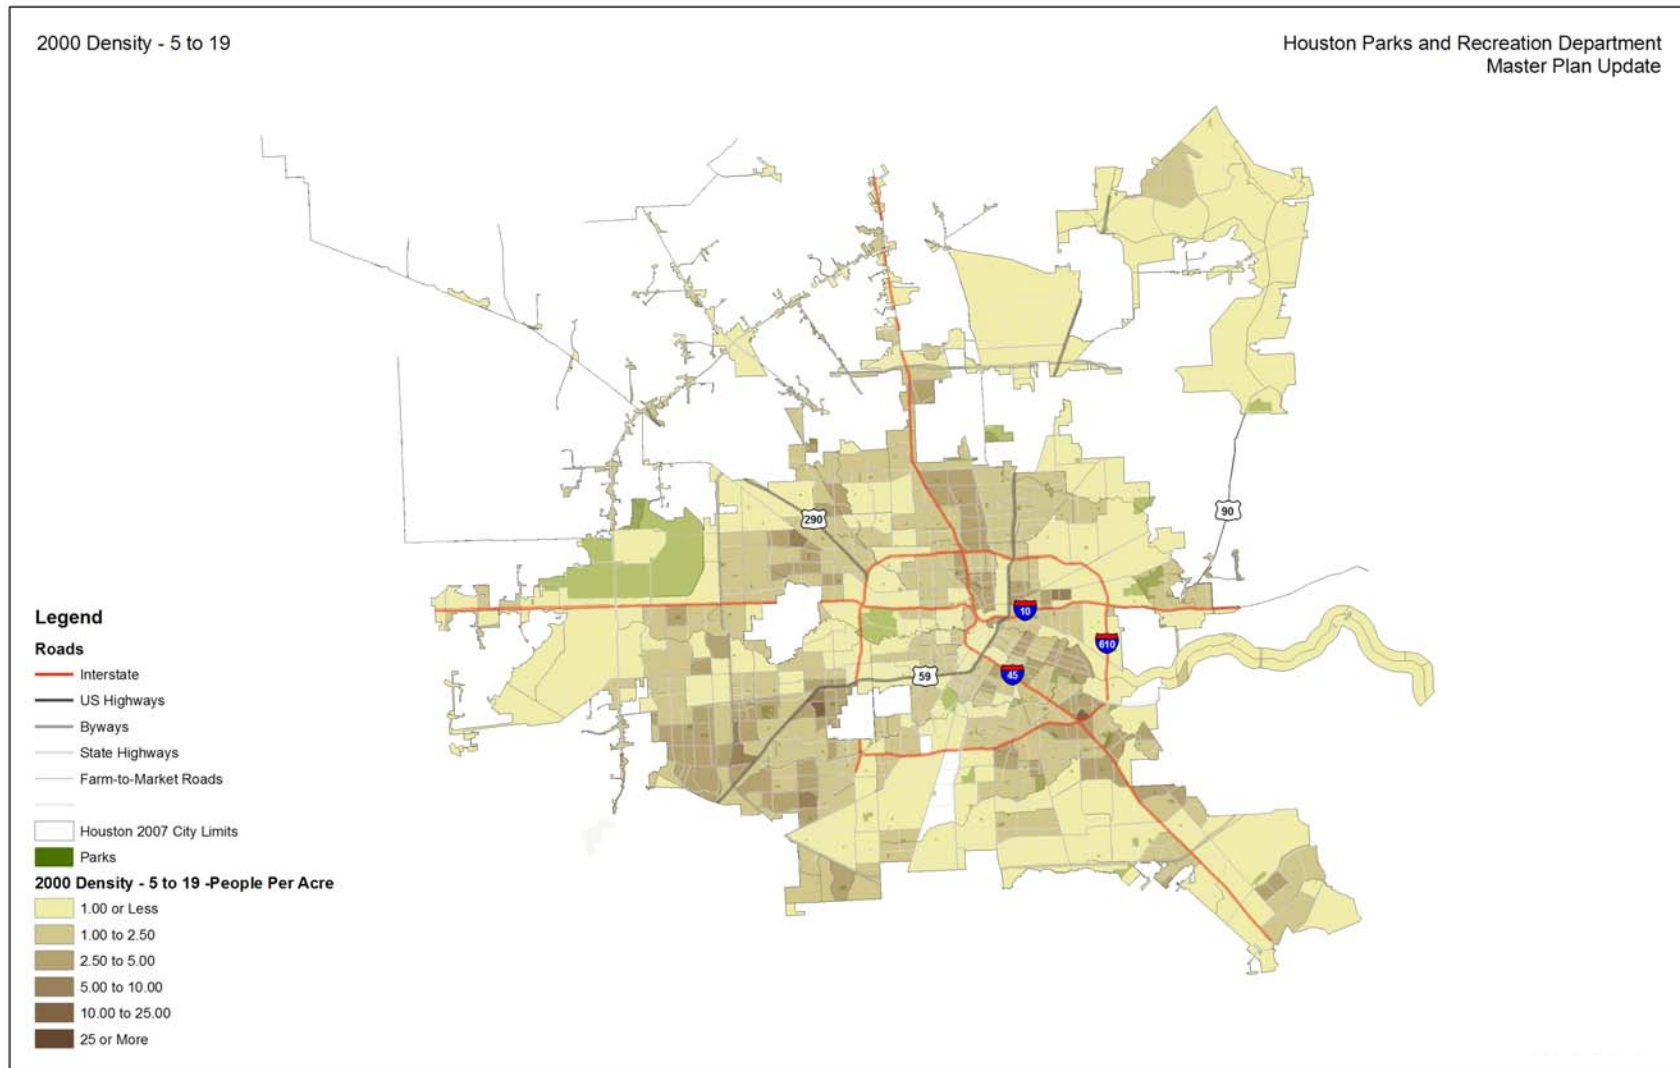 2000 Density - 5 to 19
Houston Parks and Recreation Department
Master Plan Update
290
90
10
610
59
45
Legend
Roads
Interstate
US Highways
Byways
State Highways
Farm-to-Market Roads
Houston 2007 City Limits
Parks
2000 Density - 5 to 19 -People Per Acre
1.00 or Less
1.00 to 2.50
2.50 to 5.00
5.00 to 10.00
10.00 to 25.00
25 or More